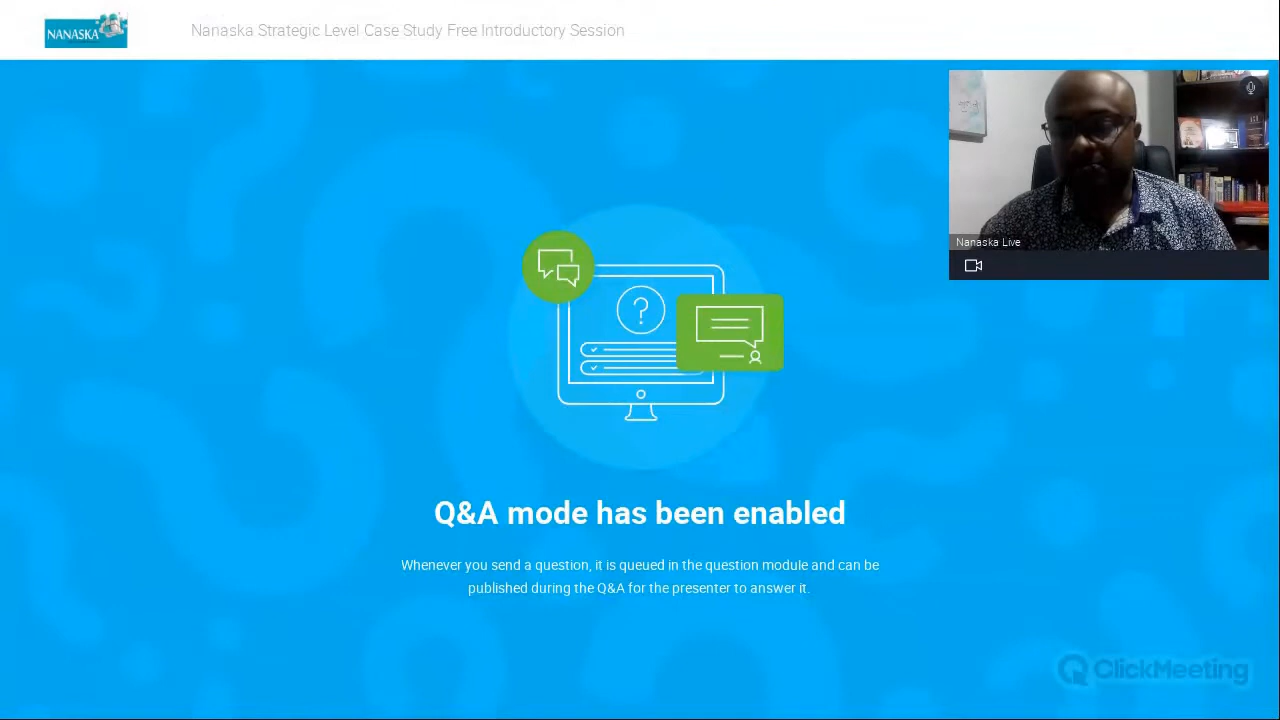 NANASKA
Nanaska Strategic Level Case Study Free Introductory Session
Nanaska Live
Q&A mode has been enabled
Whenever you send a question, it is queued in the question module and can be
published during the Q&A for the presenter to answer it.
ClickMeeting